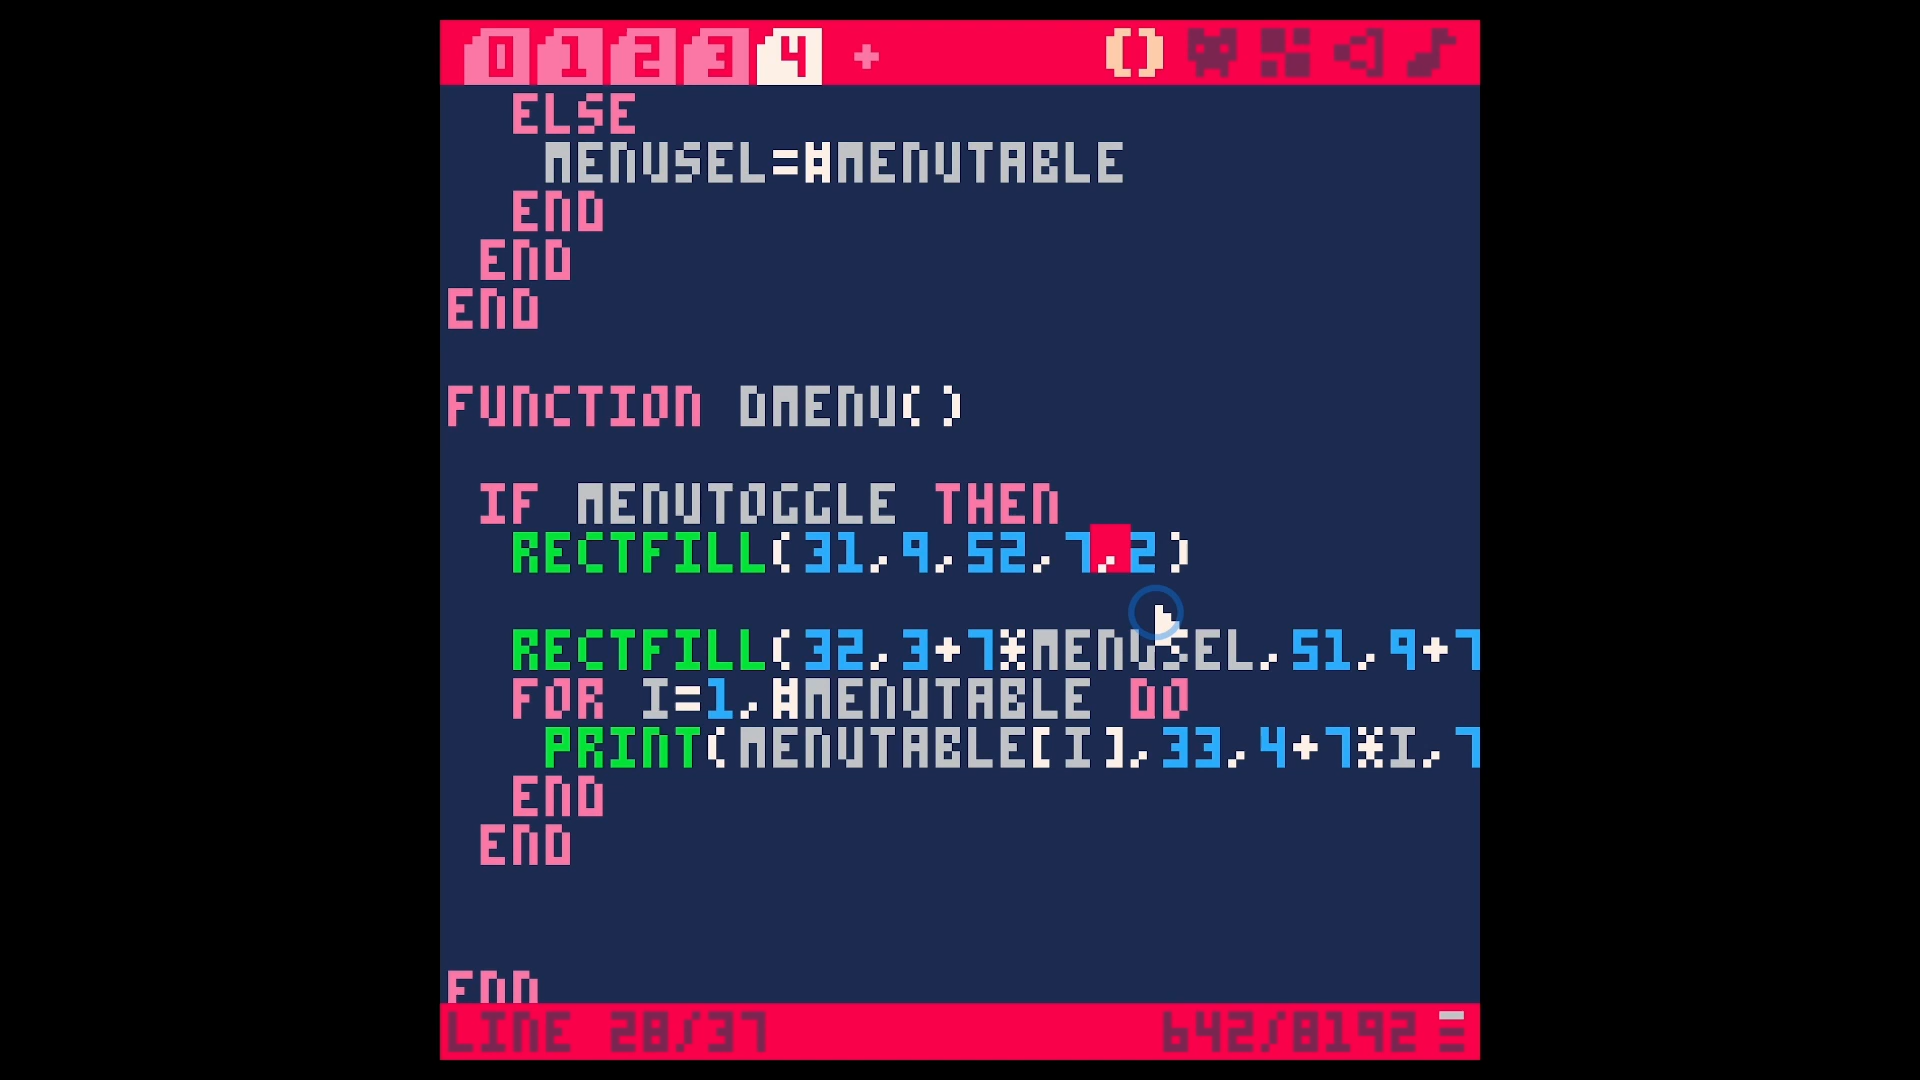 0 1 2 3 4 +
ELSE
MENUSEL=#MENUTABLE
END
END
END
FUNCTION DMENU()
IF MENUTOGGLE THEN
RECTFILL(31,9,52,7,2)
RECTFILL(32,3+7*MENUSEL,51,9+7
FOR I=1,#MENUTABLE DO
PRINT(MENUTABLE[I],33,4+7*I,7
END
END
END
LINE 28/37 642/8192